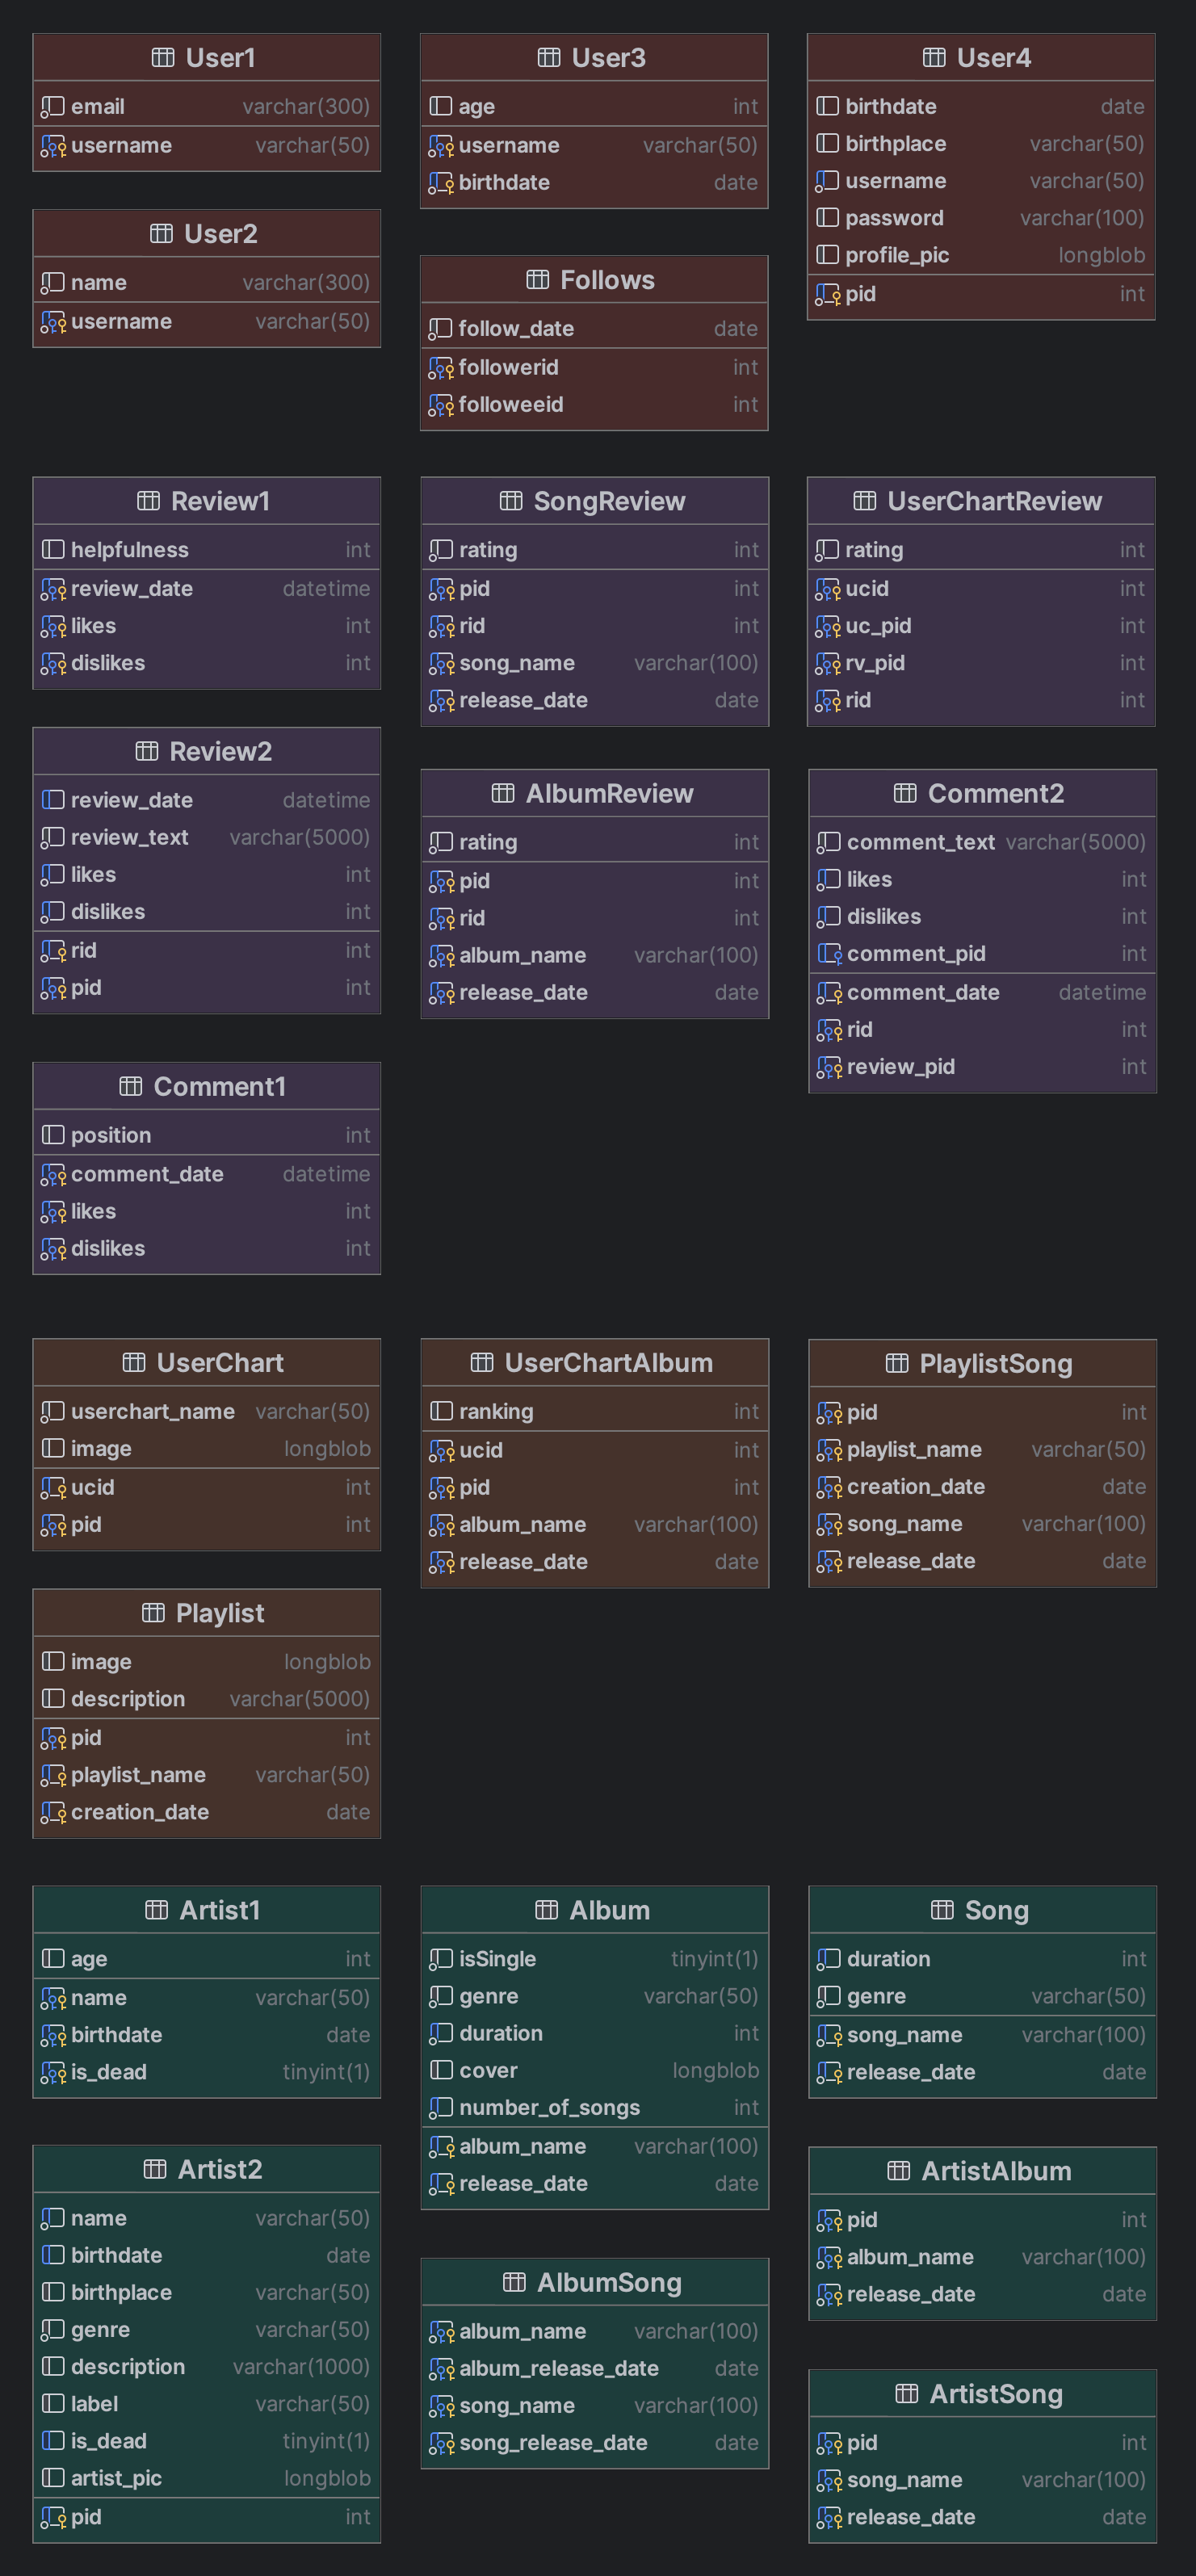 User1
email varchar(300)
username varchar(50)
User2
name varchar(300)
username varchar(50)
User3
age int
username varchar(50)
birthdate date
Follows
follow_date date
followerid int
followeeid int
User4
birthdate date
birthplace varchar(50)
username varchar(50)
password varchar(100)
profile_pic longblob
pid int
Review1
helpfulness int
review_date datetime
likes int
dislikes int
Review2
review_date datetime
review_text varchar(5000)
likes int
dislikes int
rid int
pid int
Comment1
position int
comment_date datetime
likes int
dislikes int
SongReview
rating int
pid int
rid int
song_name varchar(100)
release_date date
AlbumReview
rating int
pid int
rid int
album_name varchar(100)
release_date date
UserChartReview
rating int
ucid int
uc_pid int
rv_pid int
rid int
Comment2
comment_text varchar(5000)
likes int
dislikes int
comment_pid int
comment_date datetime
rid int
review_pid int
UserChart
userchart_name varchar(50)
image longblob
ucid int
pid int
Playlist
image longblob
description varchar(5000)
pid int
playlist_name varchar(50)
creation_date date
UserChartAlbum
ranking int
ucid int
pid int
album_name varchar(100)
release_date date
PlaylistSong
pid int
playlist_name varchar(50)
creation_date date
song_name varchar(100)
release_date date
Artist1
age int
name varchar(50)
birthdate date
is_dead tinyint(1)
Artist2
name varchar(50)
birthdate date
birthplace varchar(50)
genre varchar(50)
description varchar(1000)
label varchar(50)
is_dead tinyint(1)
artist_pic longblob
pid int
Album
isSingle tinyint(1)
genre varchar(50)
duration int
cover longblob
number_of_songs int
album_name varchar(100)
release_date date
AlbumSong
album_name varchar(100)
album_release_date date
song_name varchar(100)
song_release_date date
Song
duration int
genre varchar(50)
song_name varchar(100)
release_date date
ArtistAlbum
pid int
album_name varchar(100)
release_date date
ArtistSong
pid int
song_name varchar(100)
release_date date